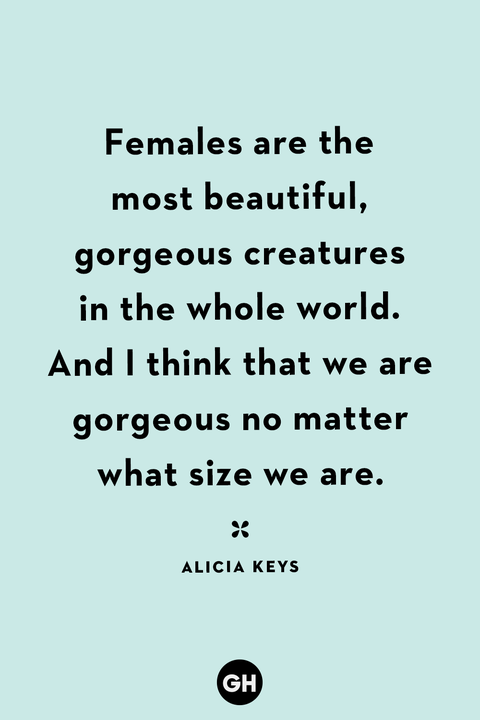 Females are the
most beautiful,
gorgeous creatures
in the whole world.
And I think that we are
gorgeous no matter
what size we are.
ALICIA KEYS
GH